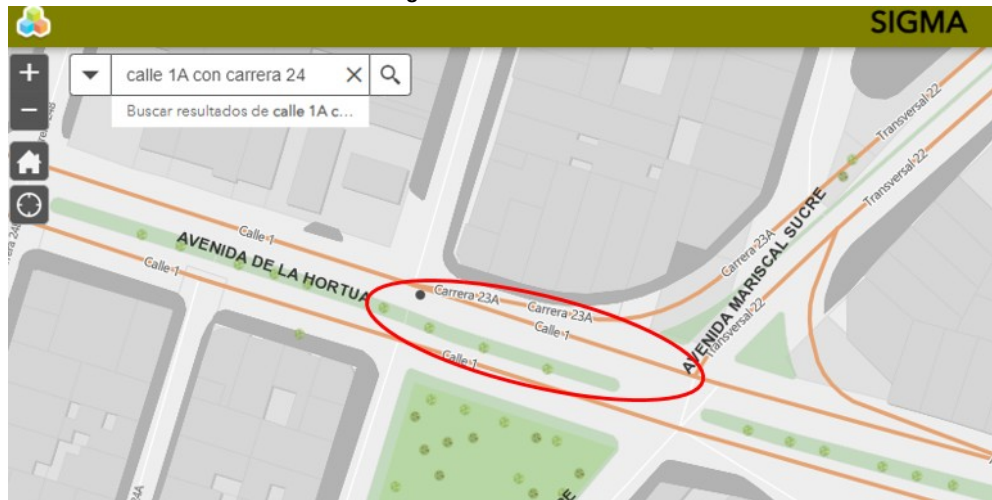 SIGMA
calle 1A con carrera 24
Buscar resultados de calle 1A c...
Transversal 22
Transversal 22
Calle 1
AVENIDA DE LA HORTUA
Calle 1
Carrera 23A
AVENIDA MARISCAL SUCRE
Carrera 23A
Carrera 23A
Calle 1
Transversal 22
Calle 1